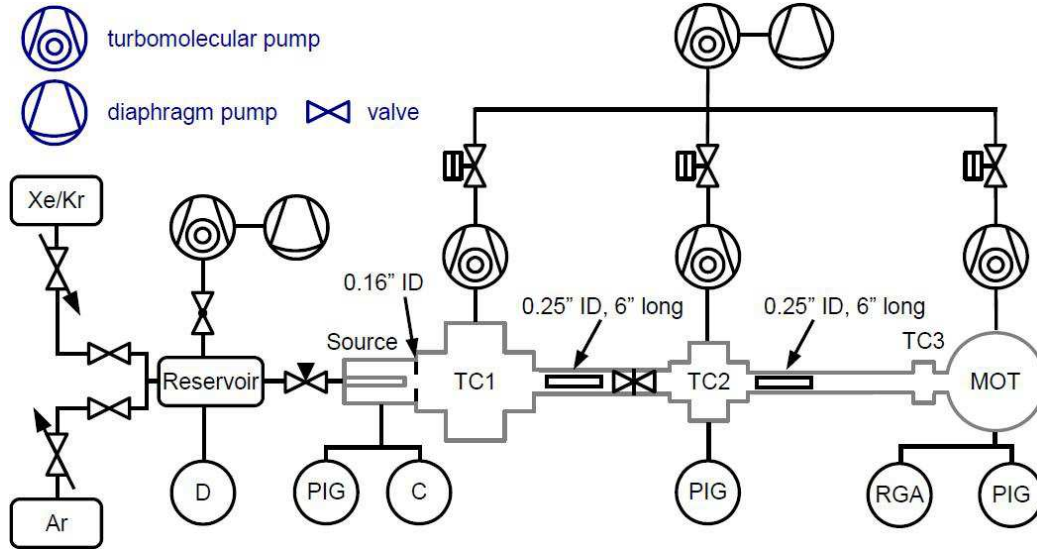 turbomolecular pump
diaphragm pump
valve
Xe/Kr
0.16" ID
0.25" ID, 6" long
0.25" ID, 6" long
Source
TC3
Reservoir
TC1
TC2
MOT
D
PIG
C
PIG
RGA
PIG
Ar